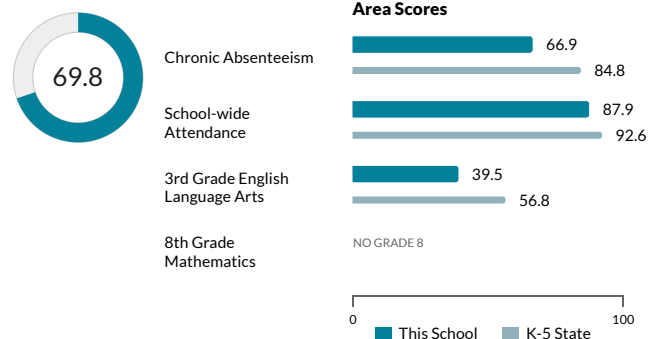 Area Scores
69.8
Chronic Absenteeism
66.9
84.8
School-wide
Attendance
87.9
92.6
3rd Grade English
Language Arts
39.5
56.8
8th Grade
Mathematics
NO GRADE 8
0
100
This School
K-5 State